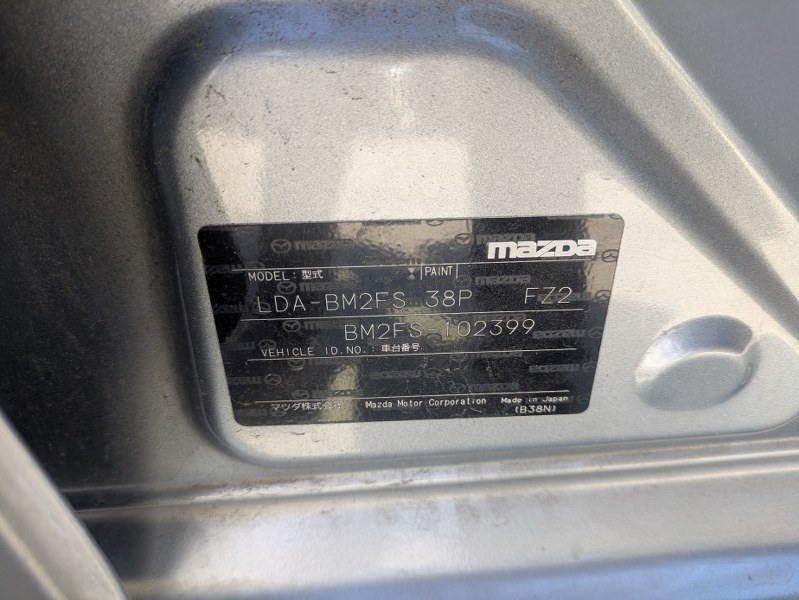 mazda
MODEL:型式 PAINT
LDA-BM2FS 38P FZ2
BM2FS-102399
VEHICLE ID.NO.:車台番号
マツダ株式会社 Mazda Motor Corporation Made in Japan
(B38N)